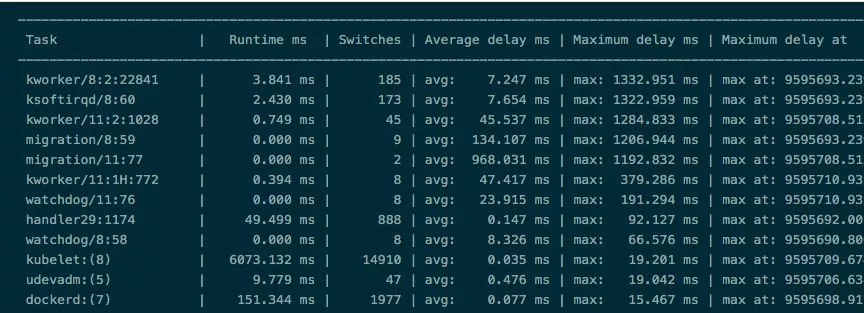 Task | Runtime ms | Switches | Average delay ms | Maximum delay ms | Maximum delay at
kworker/8:2:22841 | 3.841 ms | 185 | avg: 7.247 ms | max: 1332.951 ms | max at: 9595693.23
ksoftirqd/8:60 | 2.430 ms | 173 | avg: 7.654 ms | max: 1322.959 ms | max at: 9595693.23
kworker/11:2:1028 | 0.749 ms | 45 | avg: 45.537 ms | max: 1284.833 ms | max at: 9595708.51
migration/8:59 | 0.000 ms | 9 | avg: 134.107 ms | max: 1206.944 ms | max at: 9595693.23
migration/11:77 | 0.000 ms | 2 | avg: 968.031 ms | max: 1192.832 ms | max at: 9595708.51
kworker/11:1H:772 | 0.394 ms | 8 | avg: 47.417 ms | max: 379.286 ms | max at: 9595710.93
watchdog/11:76 | 0.000 ms | 8 | avg: 23.915 ms | max: 191.294 ms | max at: 9595710.93
handler29:1174 | 49.499 ms | 888 | avg: 0.147 ms | max: 92.127 ms | max at: 9595692.00
watchdog/8:58 | 0.000 ms | 8 | avg: 8.326 ms | max: 66.576 ms | max at: 9595690.80
kubelet:(8) | 6073.132 ms | 14910 | avg: 0.035 ms | max: 19.201 ms | max at: 9595709.67
udevadm:(5) | 9.779 ms | 47 | avg: 0.476 ms | max: 19.042 ms | max at: 9595706.63
dockerd:(7) | 151.344 ms | 1977 | avg: 0.077 ms | max: 15.467 ms | max at: 9595698.91